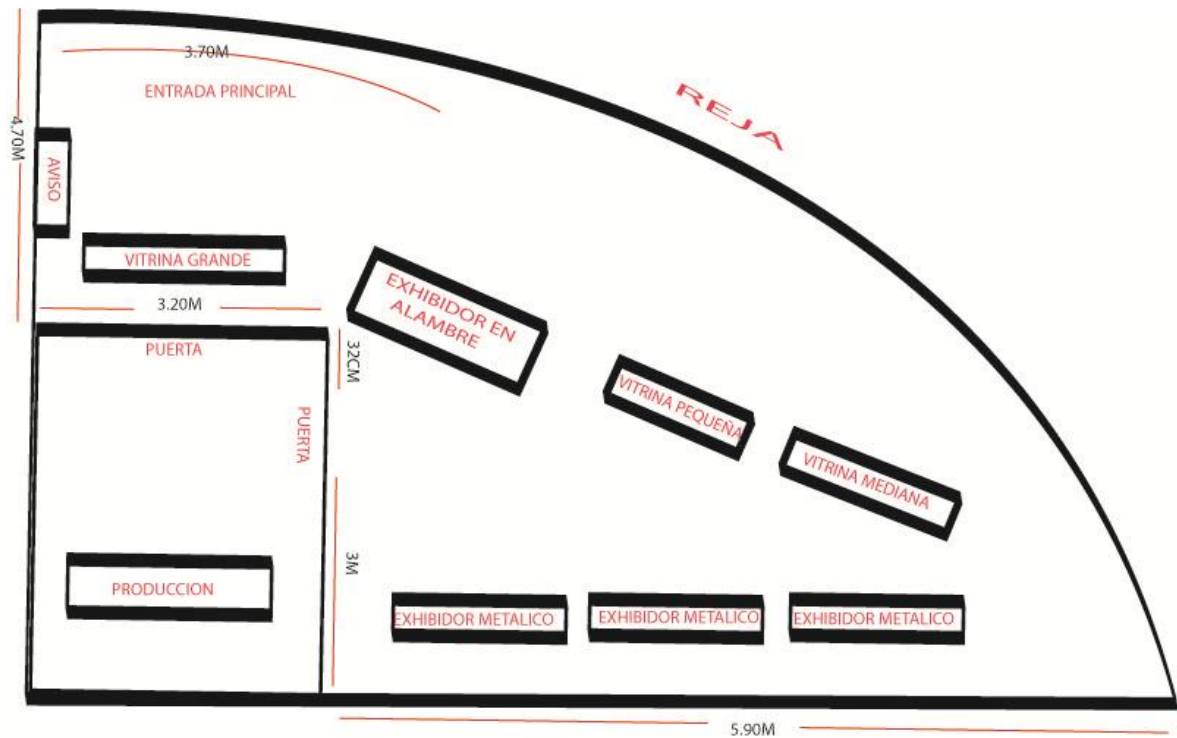 3.70M
ENTRADA PRINCIPAL
REJA
4.70M
AVISO
VITRINA GRANDE
3.20M
EXHIBIDOR EN
ALAMBRE
PUERTA
32CM
PUERTA
VITRINA PEQUEÑA
VITRINA MEDIANA
3M
PRODUCCION
EXHIBIDOR METALICO
EXHIBIDOR METALICO
EXHIBIDOR METALICO
5.90M